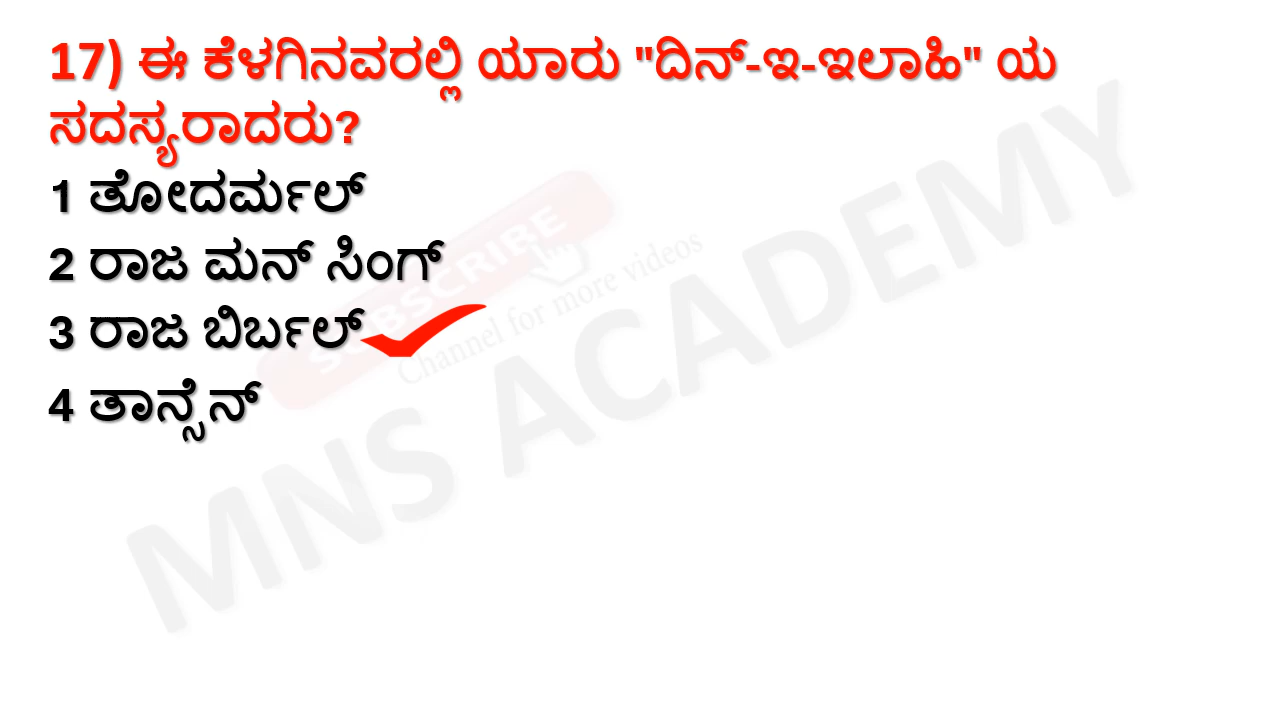 17) ಈ ಕೆಳಗಿನವರಲ್ಲಿ ಯಾರು "ದಿನ್-ಇ-ಇಲಾಹಿ" ಯ
ಸದಸ್ಯರಾದರು?
1 ತೋದರ್ಮಲ್
2 ರಾಜ ಮನ್ ಸಿಂಗ್
3 ರಾಜ ಬಿರ್ಬಲ್
4 ತಾನ್ಸೆನ್
SUBSCRIBE
Channel for more videos
MNS ACADEMY